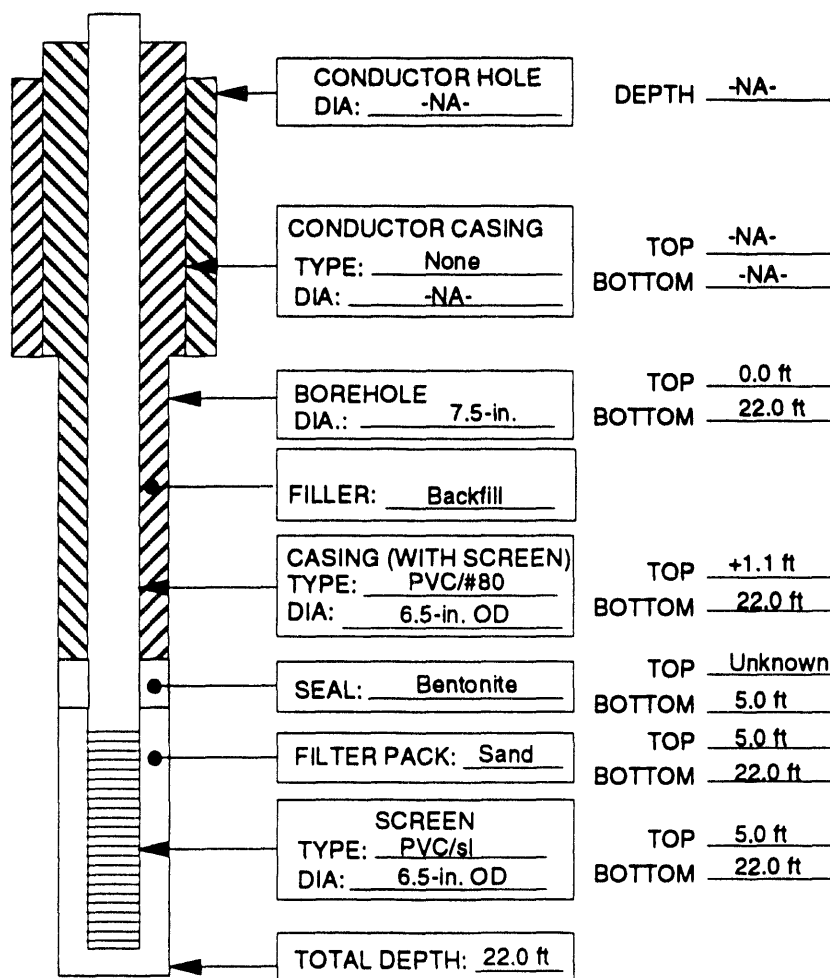 CONDUCTOR HOLE
DIA: -NA-
DEPTH -NA-
CONDUCTOR CASING
TYPE: None
DIA: -NA-
TOP -NA-
BOTTOM -NA-
BOREHOLE
DIA.: 7.5-in.
TOP 0.0 ft
BOTTOM 22.0 ft
FILLER: Backfill
CASING (WITH SCREEN)
TYPE: PVC/#80
DIA: 6.5-in. OD
TOP +1.1 ft
BOTTOM 22.0 ft
SEAL: Bentonite
TOP Unknown
BOTTOM 5.0 ft
FILTER PACK: Sand
TOP 5.0 ft
BOTTOM 22.0 ft
SCREEN
TYPE: PVC/sl
DIA: 6.5-in. OD
TOP 5.0 ft
BOTTOM 22.0 ft
TOTAL DEPTH: 22.0 ft